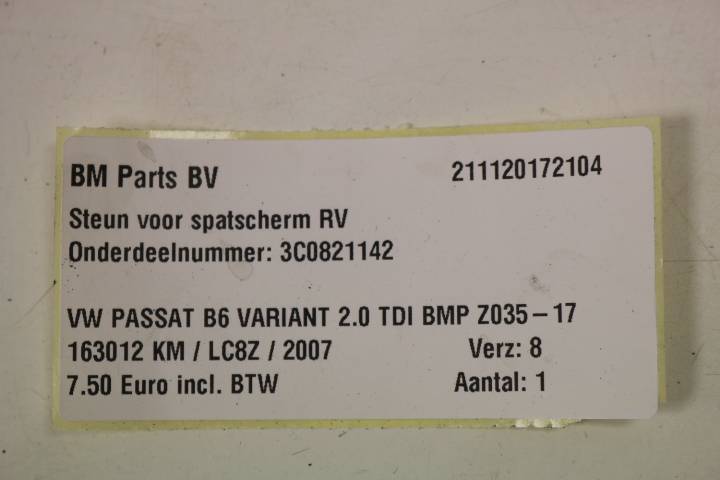 BM Parts BV 211120172104
Steun voor spatscherm RV
Onderdeelnummer: 3C0821142
VW PASSAT B6 VARIANT 2.0 TDI BMP Z035-17
163012 KM / LC8Z / 2007 Verz: 8
7.50 Euro incl. BTW Aantal: 1